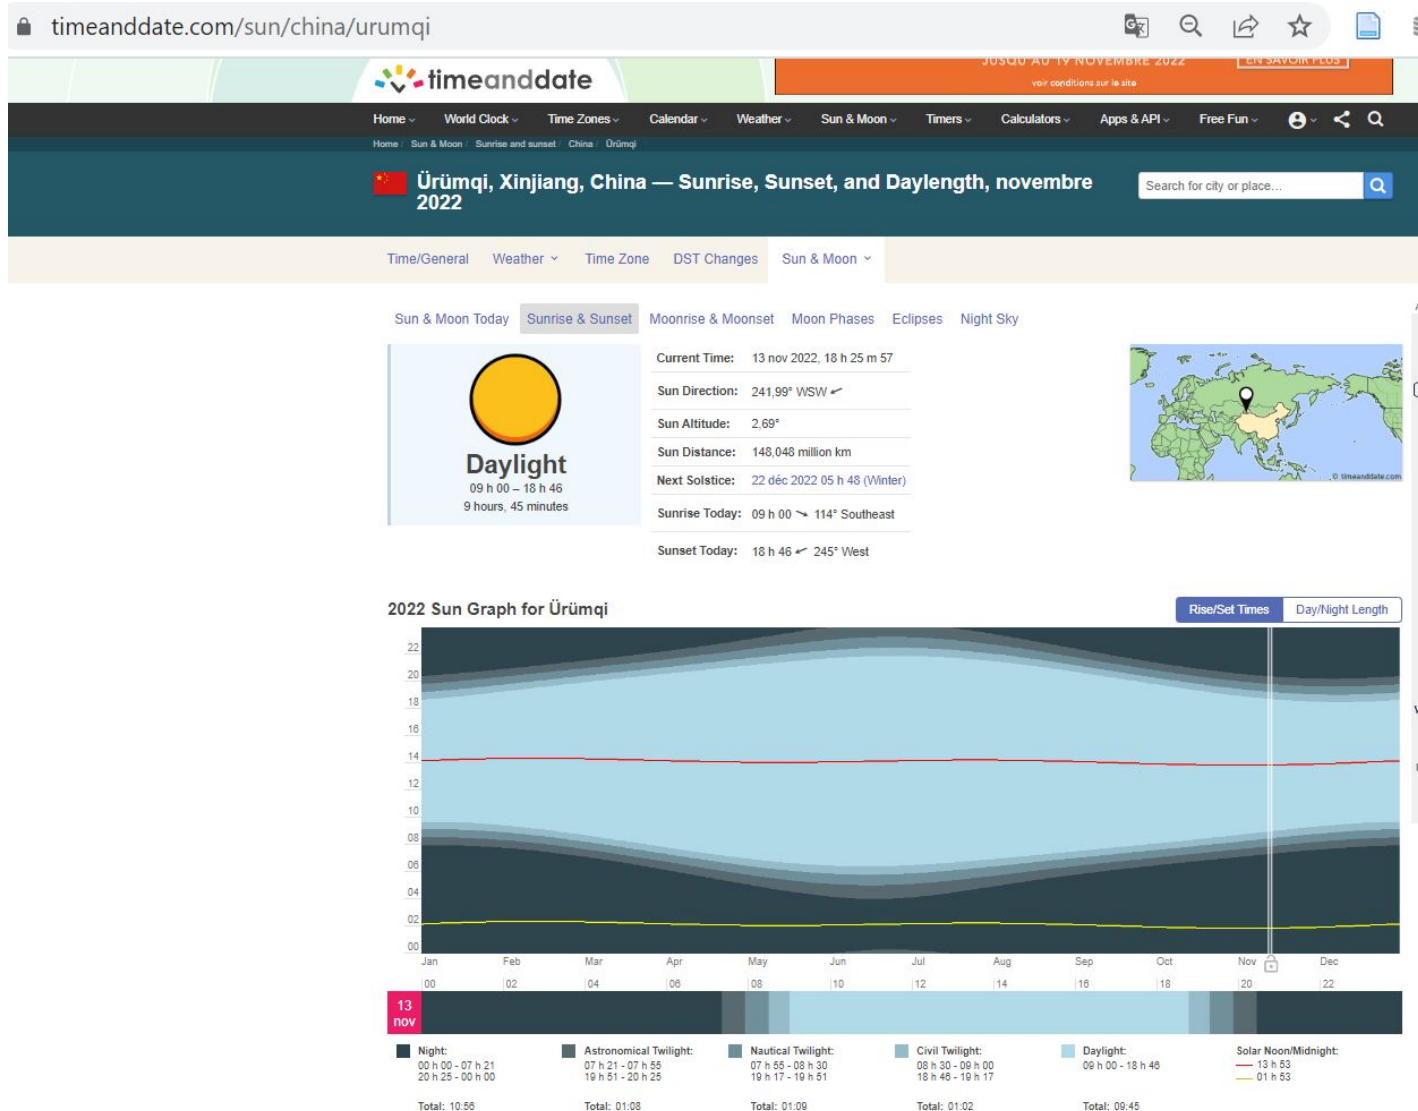 timeanddate.com/sun/china/urumqi
timeanddate
JUSQU'AU 19 NOVEMBRE 2022
EN SAVOIR PLUS
voir conditions sur le site
Home World Clock Time Zones Calendar Weather Sun & Moon Timers Calculators Apps & API Free Fun
Home / Sun & Moon / Sunrise and sunset / China / Ürümqi
Ürümqi, Xinjiang, China — Sunrise, Sunset, and Daylength, novembre
2022
Search for city or place...
Time/General Weather Time Zone DST Changes Sun & Moon
Sun & Moon Today Sunrise & Sunset Moonrise & Moonset Moon Phases Eclipses Night Sky
Daylight
09 h 00 – 18 h 46
9 hours, 45 minutes
Current Time: 13 nov 2022, 18 h 25 m 57
Sun Direction: 241,99° WSW
Sun Altitude: 2,69°
Sun Distance: 148,048 million km
Next Solstice: 22 déc 2022 05 h 48 (Winter)
Sunrise Today: 09 h 00 114° Southeast
Sunset Today: 18 h 46 245° West
© timeanddate.com
2022 Sun Graph for Ürümqi
Rise/Set Times Day/Night Length
22
20
18
16
14
12
10
08
06
04
02
00
Jan Feb Mar Apr May Jun Jul Aug Sep Oct Nov Dec
00 02 04 06 08 10 12 14 16 18 20 22
13
nov
Night:
00 h 00 - 07 h 21
20 h 25 - 00 h 00
Total: 10:56
Astronomical Twilight:
07 h 21 - 07 h 55
19 h 51 - 20 h 25
Total: 01:08
Nautical Twilight:
07 h 55 - 08 h 30
19 h 17 - 19 h 51
Total: 01:09
Civil Twilight:
08 h 30 - 09 h 00
18 h 46 - 19 h 17
Total: 01:02
Daylight:
09 h 00 - 18 h 46
Total: 09:45
Solar Noon/Midnight:
13 h 53
01 h 53